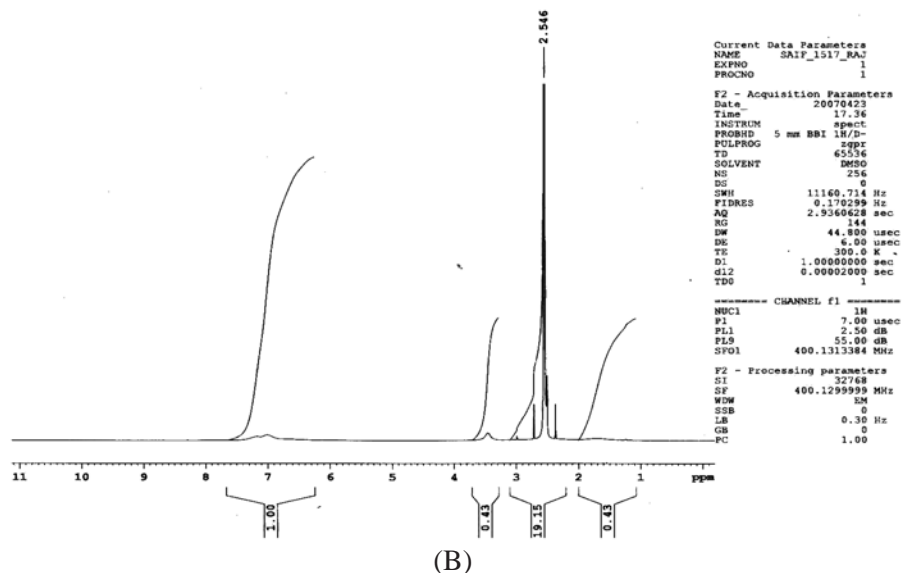 2.546
Current Data Parameters
NAME SAIF_1517_RAJ
EXPNO 1
PROCNO 1
F2 - Acquisition Parameters
Date_ 20070423
Time 17.36
INSTRUM spect
PROBHD 5 mm BBI 1H/D-
PULPROG zgpr
TD 65536
SOLVENT DMSO
NS 256
DS 0
SWH 11160.714 Hz
FIDRES 0.170299 Hz
AQ 2.9360628 sec
RG 144
DW 44.800 usec
DE 6.00 usec
TE 300.0 K
D1 1.00000000 sec
d12 0.00002000 sec
TD0 1
======== CHANNEL f1 ========
NUC1 1H
P1 7.00 usec
PL1 2.50 dB
PL9 55.00 dB
SFO1 400.1313384 MHz
F2 - Processing parameters
SI 32768
SF 400.1299999 MHz
WDW EM
SSB 0
LB 0.30 Hz
GB 0
PC 1.00
11 10 9 8 7 6 5 4 3 2 1 ppm
1.00 0.43 19.15 0.43
(B)